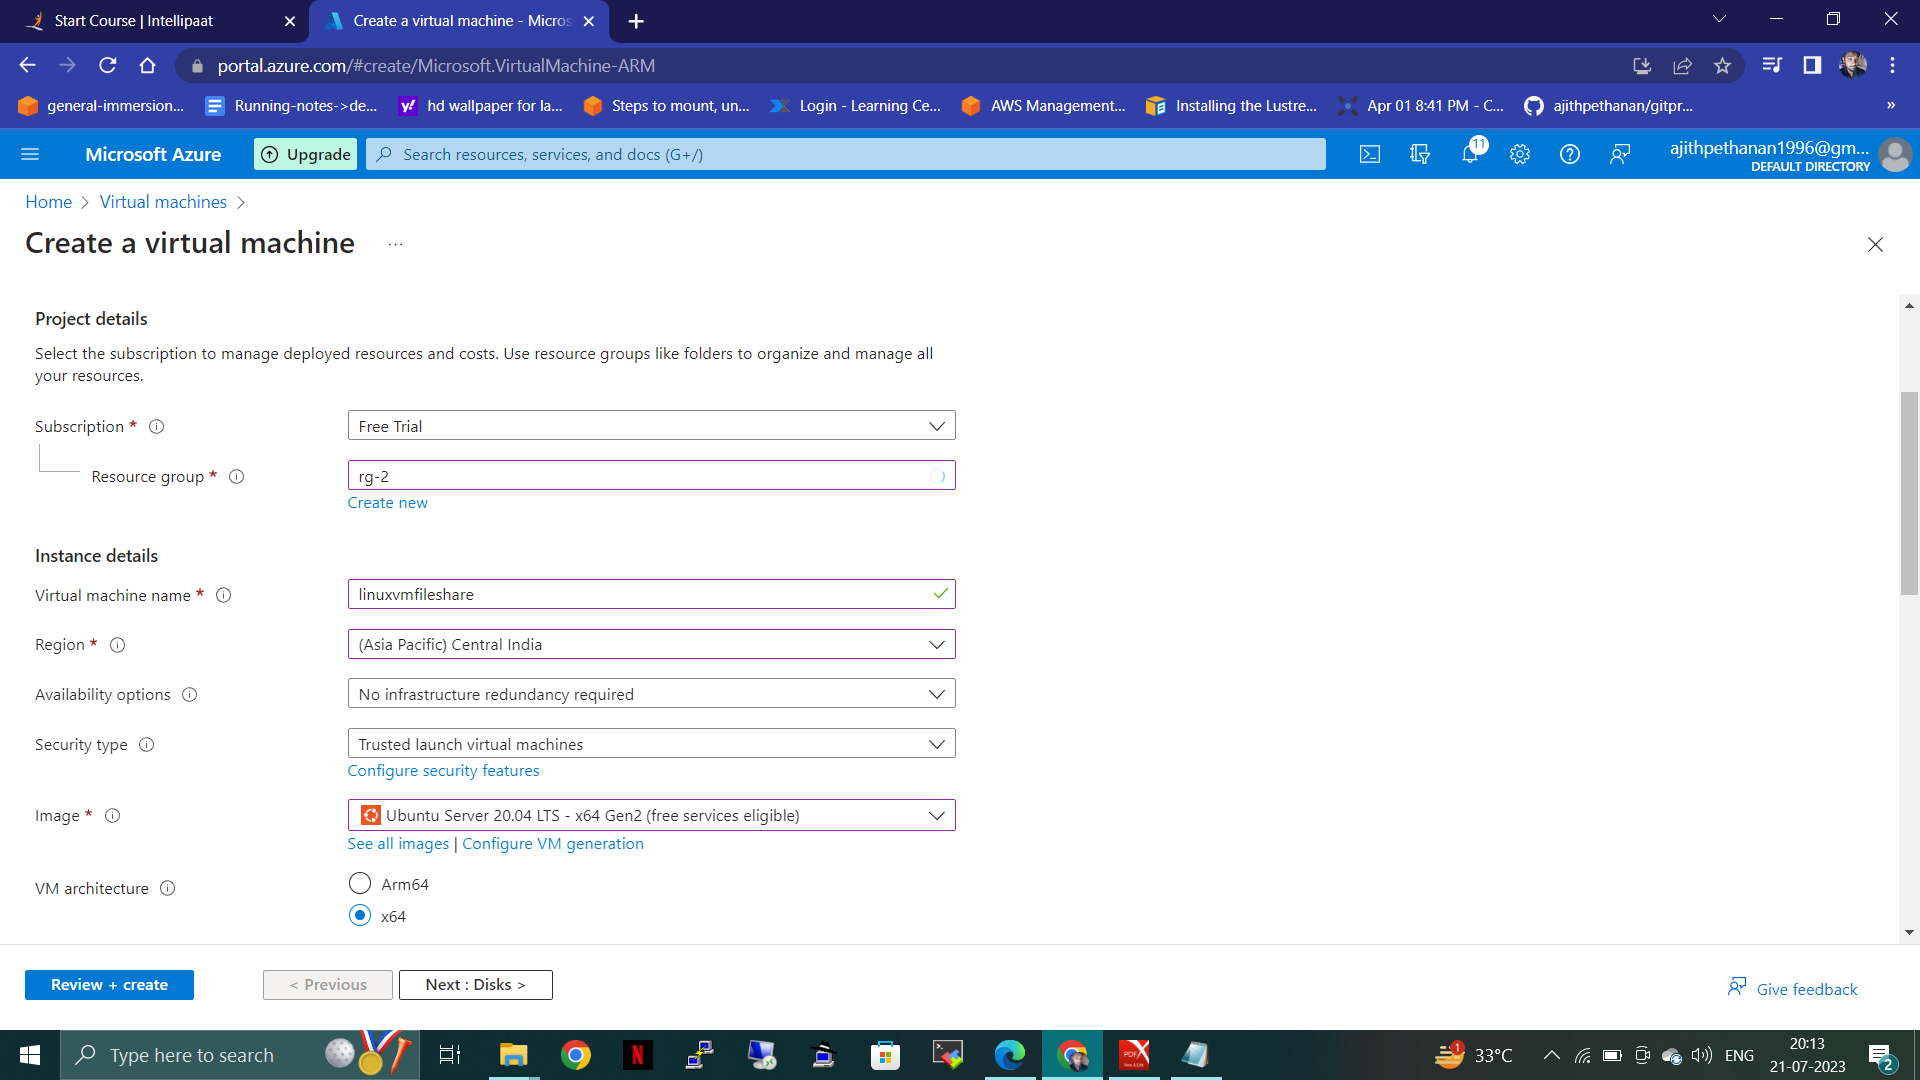 Start Course | Intellipaat
Create a virtual machine - Micros
portal.azure.com/#create/Microsoft.VirtualMachine-ARM
general-immersion...
Running-notes->de...
hd wallpaper for la...
Steps to mount, un...
Login - Learning Ce...
AWS Management...
Installing the Lustre...
Apr 01 8:41 PM - C...
ajithpethanan/gitpr...
»
Microsoft Azure
Upgrade
Search resources, services, and docs (G+/)
11
ajithpethanan1996@gm...
DEFAULT DIRECTORY
Home > Virtual machines >
Create a virtual machine ...
Project details
Select the subscription to manage deployed resources and costs. Use resource groups like folders to organize and manage all
your resources.
Subscription *
Free Trial
Resource group *
rg-2
Create new
Instance details
Virtual machine name *
linuxvmfileshare
Region *
(Asia Pacific) Central India
Availability options
No infrastructure redundancy required
Security type
Trusted launch virtual machines
Configure security features
Image *
Ubuntu Server 20.04 LTS - x64 Gen2 (free services eligible)
See all images | Configure VM generation
VM architecture
Arm64
x64
Review + create
< Previous
Next : Disks >
Give feedback
Type here to search
N
PDF
1
33°C
ENG
20:13
21-07-2023
2